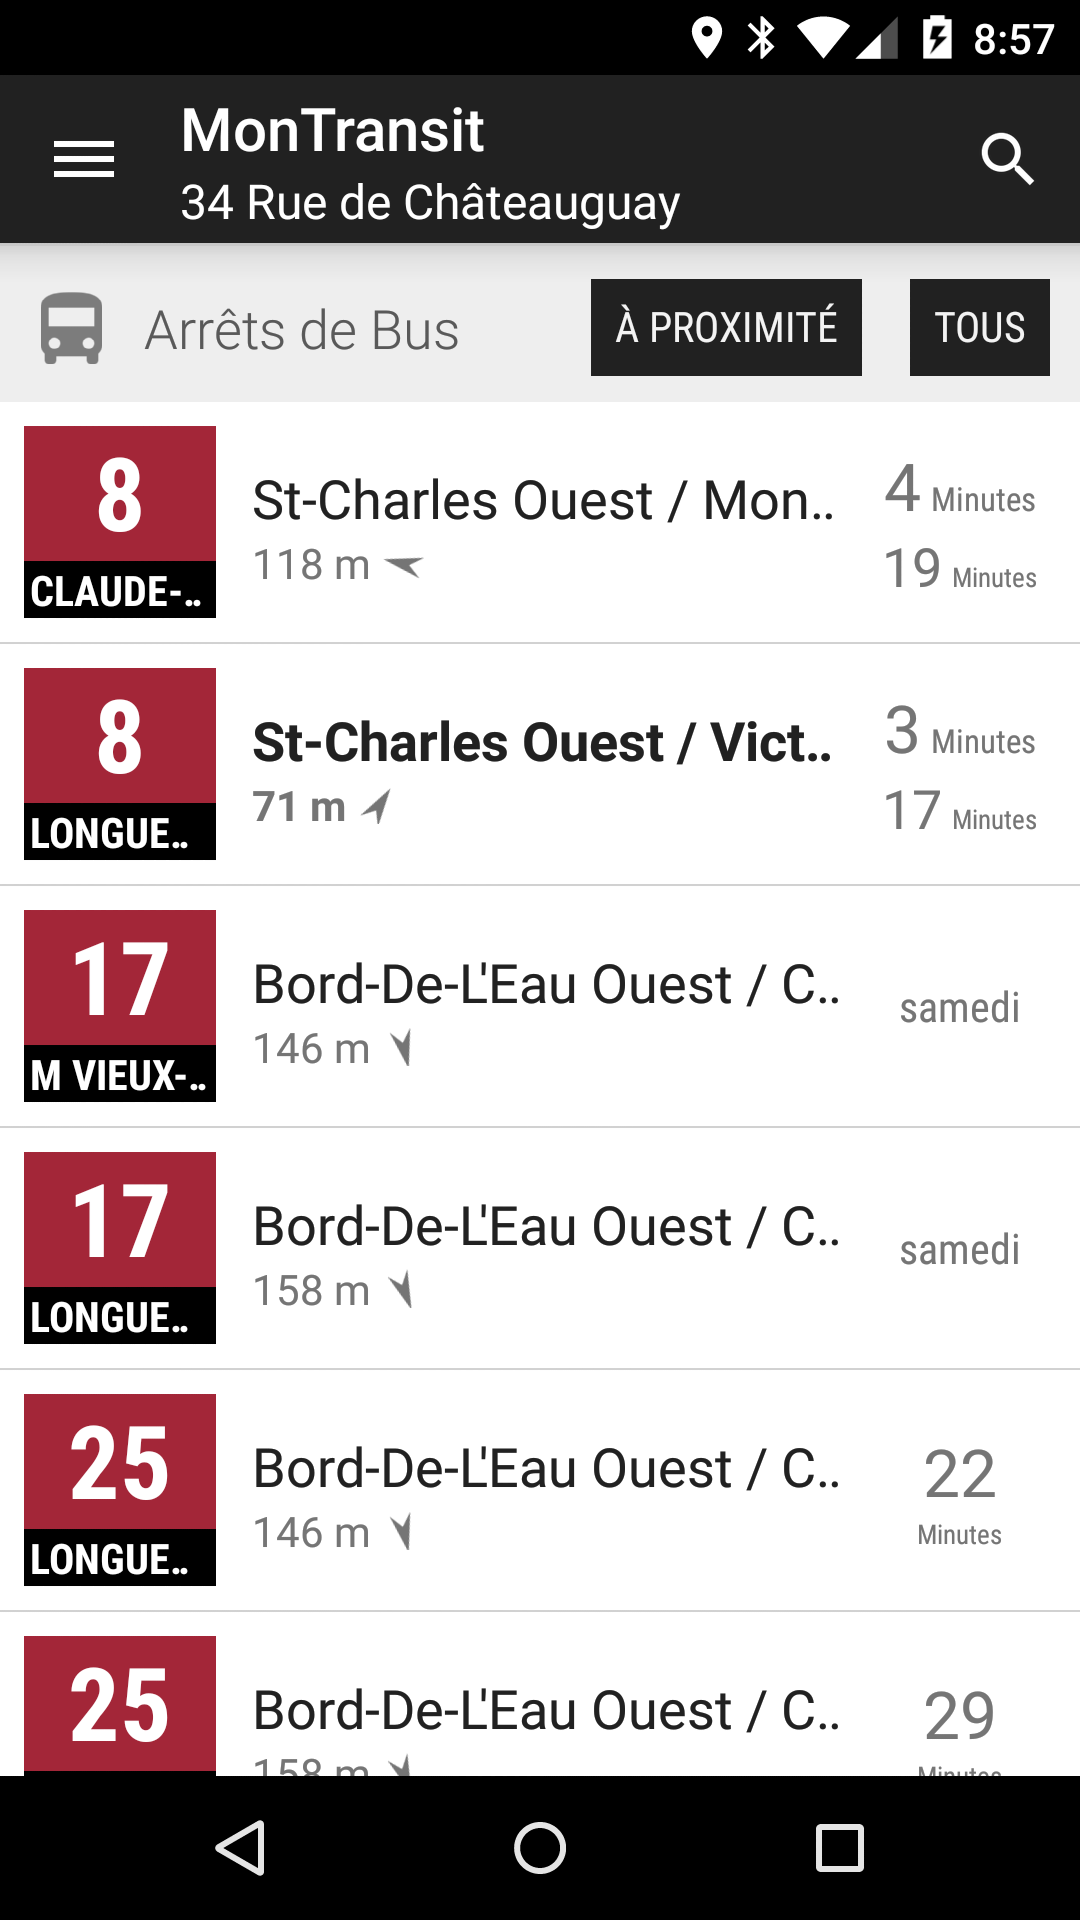 8:57
MonTransit
34 Rue de Châteauguay
Arrêts de Bus
À PROXIMITÉ
TOUS
8
CLAUDE-..
St-Charles Ouest / Mon..
118 m
4 Minutes
19 Minutes
8
LONGUE..
St-Charles Ouest / Vict..
71 m
3 Minutes
17 Minutes
17
M VIEUX-..
Bord-De-L'Eau Ouest / C..
146 m
samedi
17
LONGUE..
Bord-De-L'Eau Ouest / C..
158 m
samedi
25
LONGUE..
Bord-De-L'Eau Ouest / C..
146 m
22
Minutes
25
Bord-De-L'Eau Ouest / C..
158 m
29
Minutes